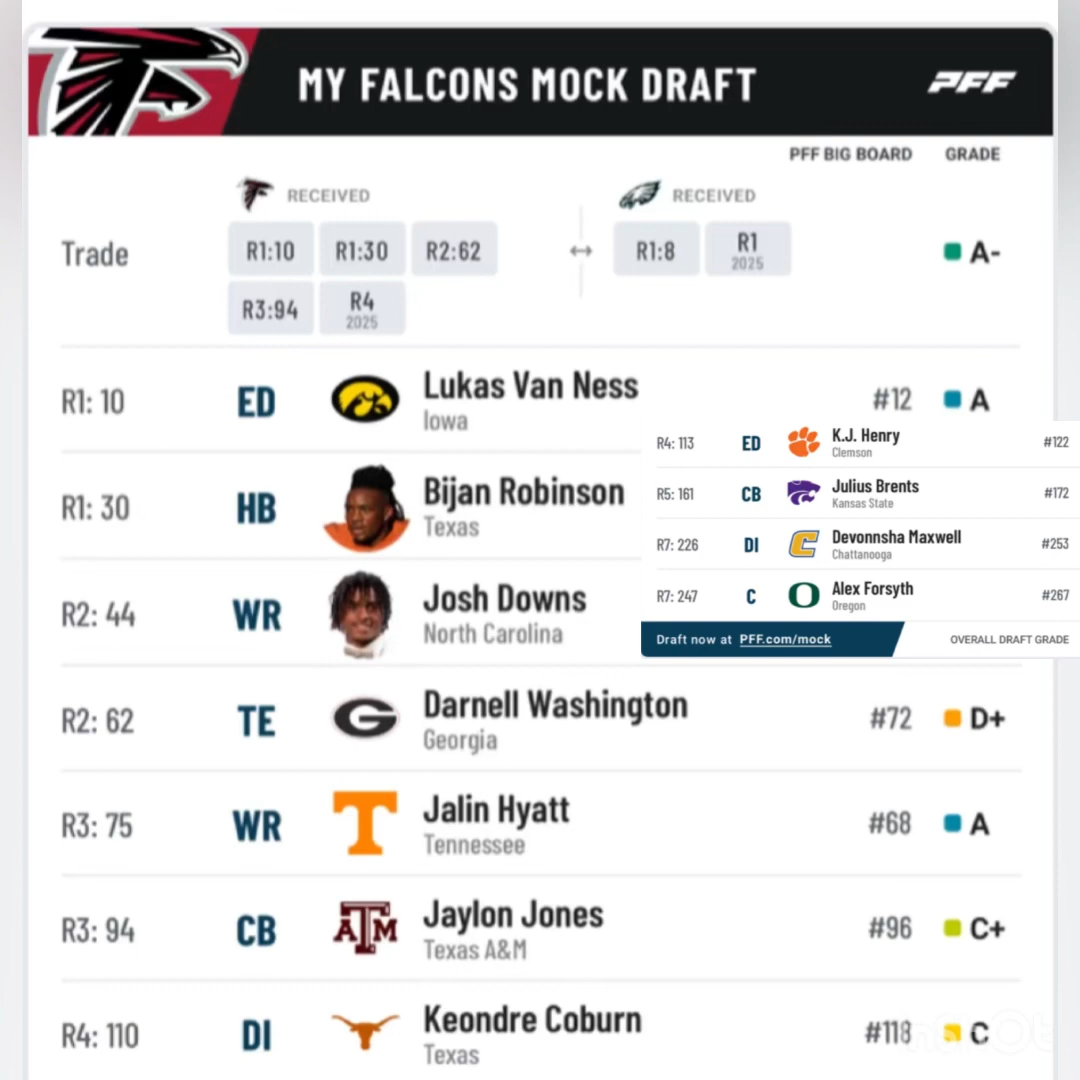 MY FALCONS MOCK DRAFT
PFF
PFF BIG BOARD GRADE
RECEIVED RECEIVED
Trade R1:10 R1:30 R2:62 R1:8 R1 2025 A-
R3:94 R4 2025
R1: 10 ED Lukas Van Ness #12 A
Iowa
R1: 30 HB Bijan Robinson
Texas
R2: 44 WR Josh Downs
North Carolina
R4: 113 ED K.J. Henry #122
Clemson
R5: 161 CB Julius Brents #172
Kansas State
R7: 226 DI Devonnsha Maxwell #253
Chattanooga
R7: 247 C Alex Forsyth #267
Oregon
Draft now at PFF.com/mock OVERALL DRAFT GRADE
R2: 62 TE Darnell Washington #72 D+
Georgia
R3: 75 WR Jalin Hyatt #68 A
Tennessee
R3: 94 CB Jaylon Jones #96 C+
Texas A&M
R4: 110 DI Keondre Coburn #118 C
Texas